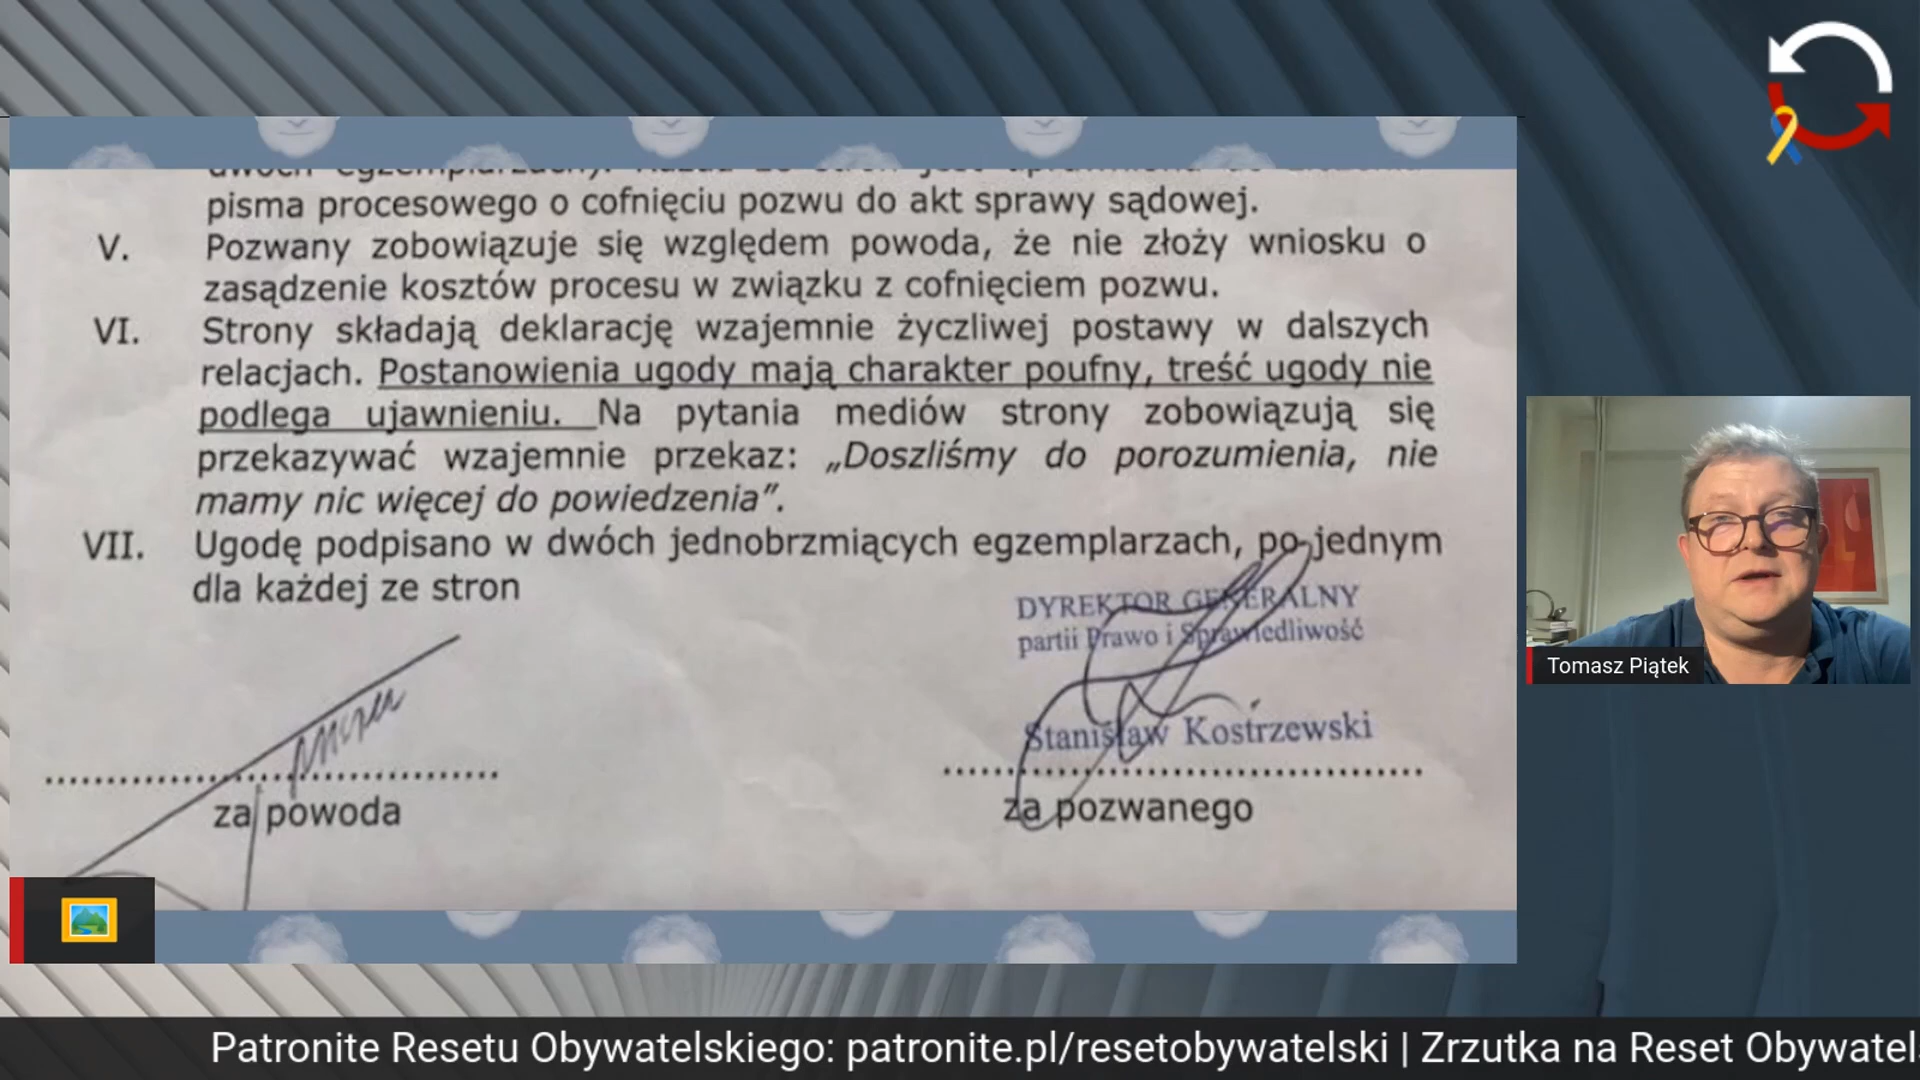 pisma procesowego o cofnięciu pozwu do akt sprawy sądowej.
V. Pozwany zobowiązuje się względem powoda, że nie złoży wniosku o
zasądzenie kosztów procesu w związku z cofnięciem pozwu.
VI. Strony składają deklarację wzajemnie życzliwej postawy w dalszych
relacjach. Postanowienia ugody mają charakter poufny, treść ugody nie
podlega ujawnieniu. Na pytania mediów strony zobowiązują się
przekazywać wzajemnie przekaz: „Doszliśmy do porozumienia, nie
mamy nic więcej do powiedzenia”.
VII. Ugodę podpisano w dwóch jednobrzmiących egzemplarzach, po jednym
dla każdej ze stron
DYREKTOR GENERALNY
partii Prawo i Sprawiedliwość
Stanisław Kostrzewski
za powoda
za pozwanego
Tomasz Piątek
Patronite Resetu Obywatelskiego: patronite.pl/resetobywatelski | Zrzutka na Reset Obywatel